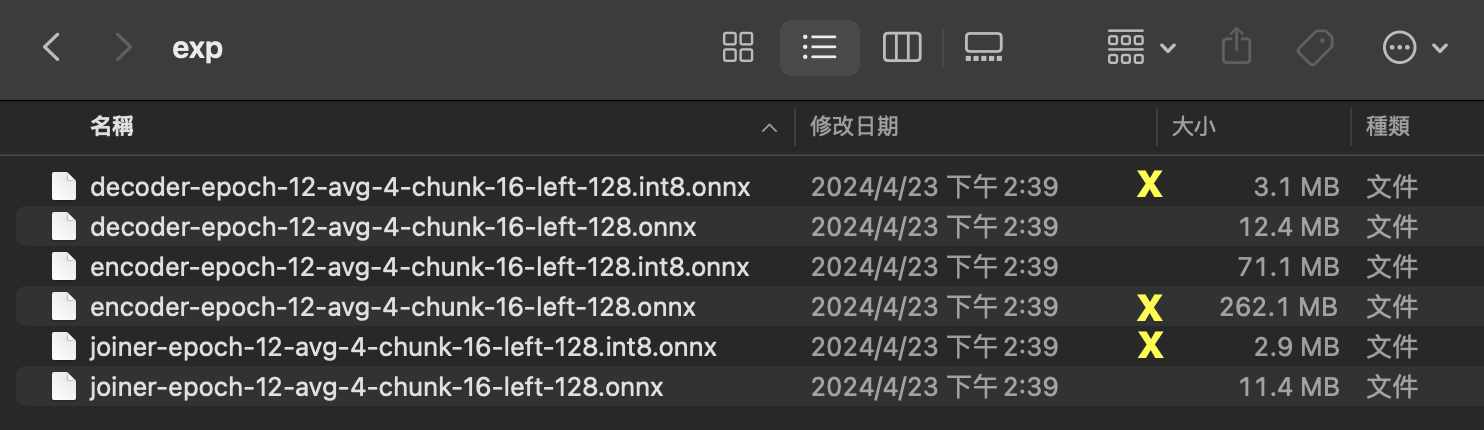 exp
名稱 修改日期 大小 種類
decoder-epoch-12-avg-4-chunk-16-left-128.int8.onnx 2024/4/23 下午 2:39 X 3.1 MB 文件
decoder-epoch-12-avg-4-chunk-16-left-128.onnx 2024/4/23 下午 2:39 12.4 MB 文件
encoder-epoch-12-avg-4-chunk-16-left-128.int8.onnx 2024/4/23 下午 2:39 71.1 MB 文件
encoder-epoch-12-avg-4-chunk-16-left-128.onnx 2024/4/23 下午 2:39 X 262.1 MB 文件
joiner-epoch-12-avg-4-chunk-16-left-128.int8.onnx 2024/4/23 下午 2:39 X 2.9 MB 文件
joiner-epoch-12-avg-4-chunk-16-left-128.onnx 2024/4/23 下午 2:39 11.4 MB 文件